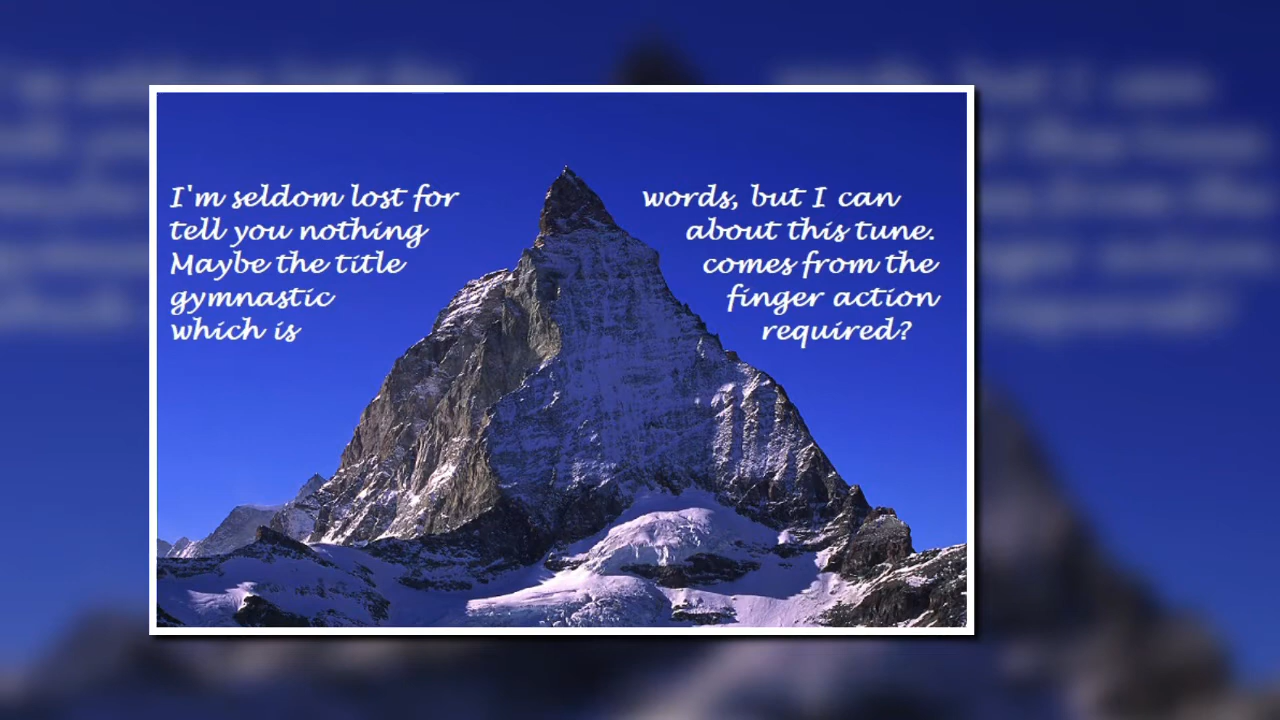 I'm seldom lost for words, but I can
tell you nothing about this tune.
Maybe the title comes from the
gymnastic finger action
which is required?